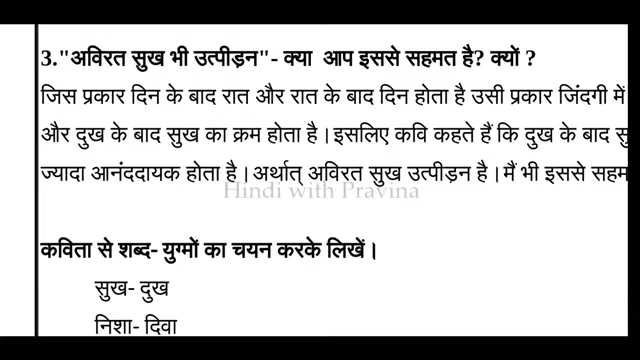 3."अविरत सुख भी उत्पीड़न"- क्या आप इससे सहमत है? क्यों ?
जिस प्रकार दिन के बाद रात और रात के बाद दिन होता है उसी प्रकार जिंदगी में
और दुख के बाद सुख का क्रम होता है।इसलिए कवि कहते हैं कि दुख के बाद
ज्यादा आनंददायक होता है।अर्थात् अविरत सुख उत्पीड़न है।मैं भी इससे
Hindi with Pravina
कविता से शब्द- युग्मों का चयन करके लिखें।
सुख- दुख
निशा- दिवा